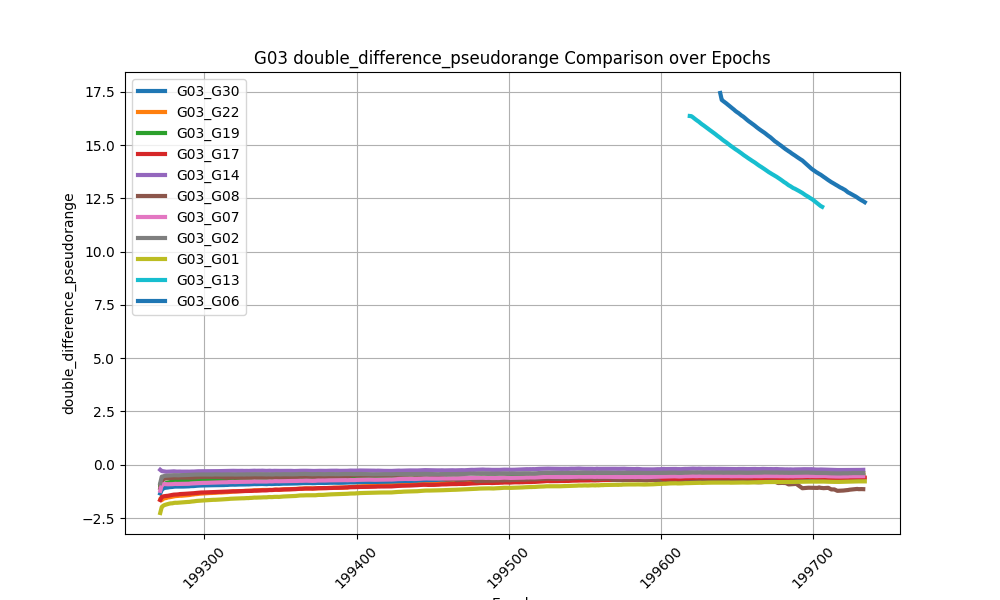 G03 double_difference_pseudorange Comparison over Epochs
double_difference_pseudorange
17.5
15.0
12.5
10.0
7.5
5.0
2.5
0.0
−2.5
G03_G30
G03_G22
G03_G19
G03_G17
G03_G14
G03_G08
G03_G07
G03_G02
G03_G01
G03_G13
G03_G06
199300
199400
199500
199600
199700